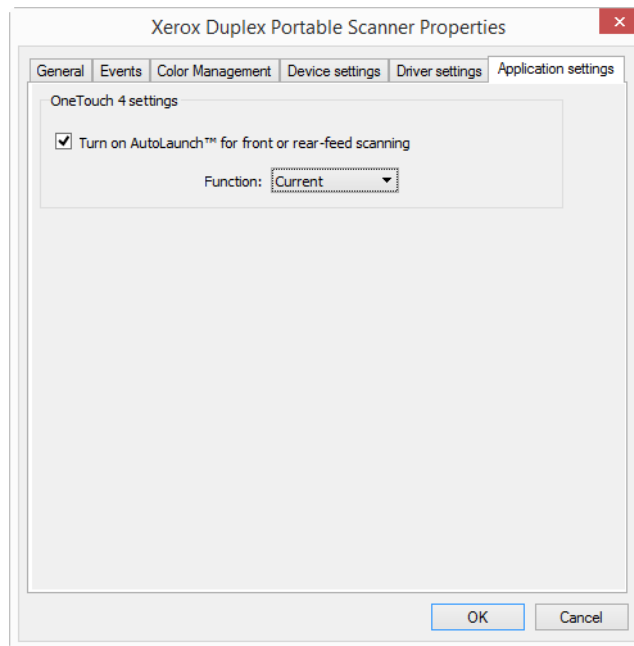 Xerox Duplex Portable Scanner Properties
General Events Color Management Device settings Driver settings Application settings
OneTouch 4 settings
Turn on AutoLaunch™ for front or rear-feed scanning
Function: Current
OK Cancel